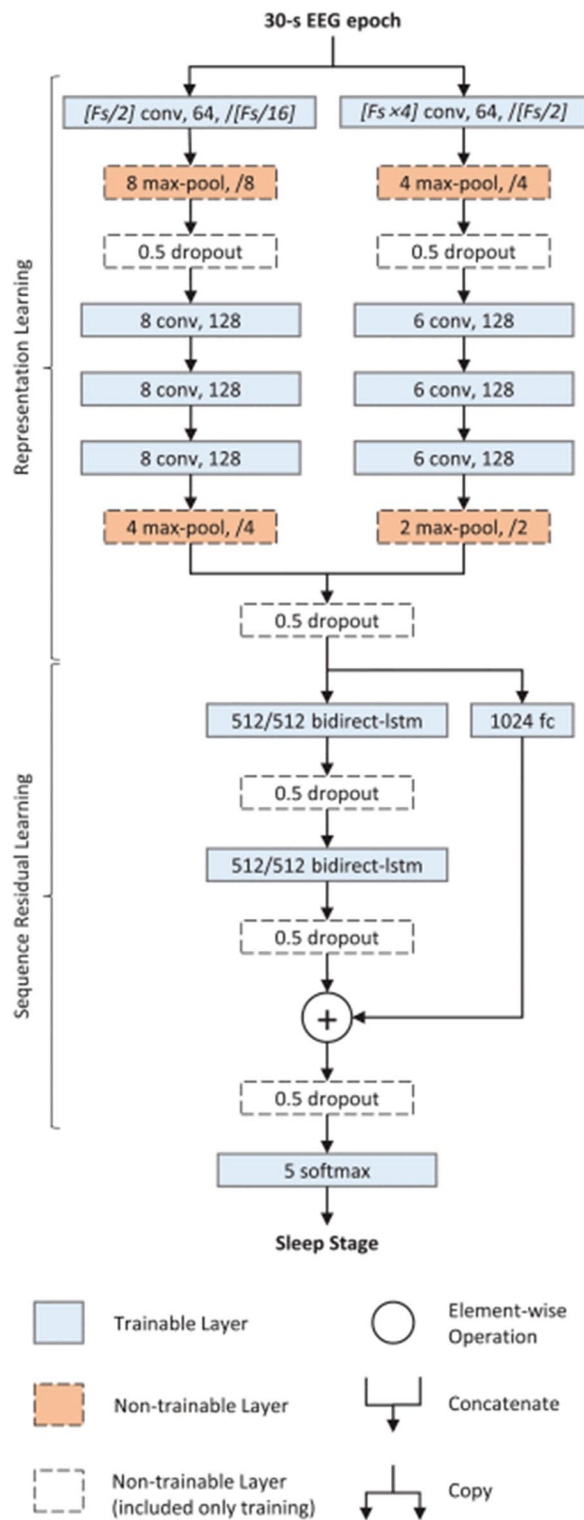 30-s EEG epoch
[Fs/2] conv, 64, /[Fs/16]
[Fs×4] conv, 64, /[Fs/2]
8 max-pool, /8
4 max-pool, /4
0.5 dropout
0.5 dropout
8 conv, 128
6 conv, 128
8 conv, 128
6 conv, 128
8 conv, 128
6 conv, 128
4 max-pool, /4
2 max-pool, /2
0.5 dropout
Representation Learning
512/512 bidirect-lstm
1024 fc
0.5 dropout
512/512 bidirect-lstm
0.5 dropout
+
0.5 dropout
Sequence Residual Learning
5 softmax
Sleep Stage
Trainable Layer
Element-wise
Operation
Non-trainable Layer
Concatenate
Non-trainable Layer
(included only training)
Copy